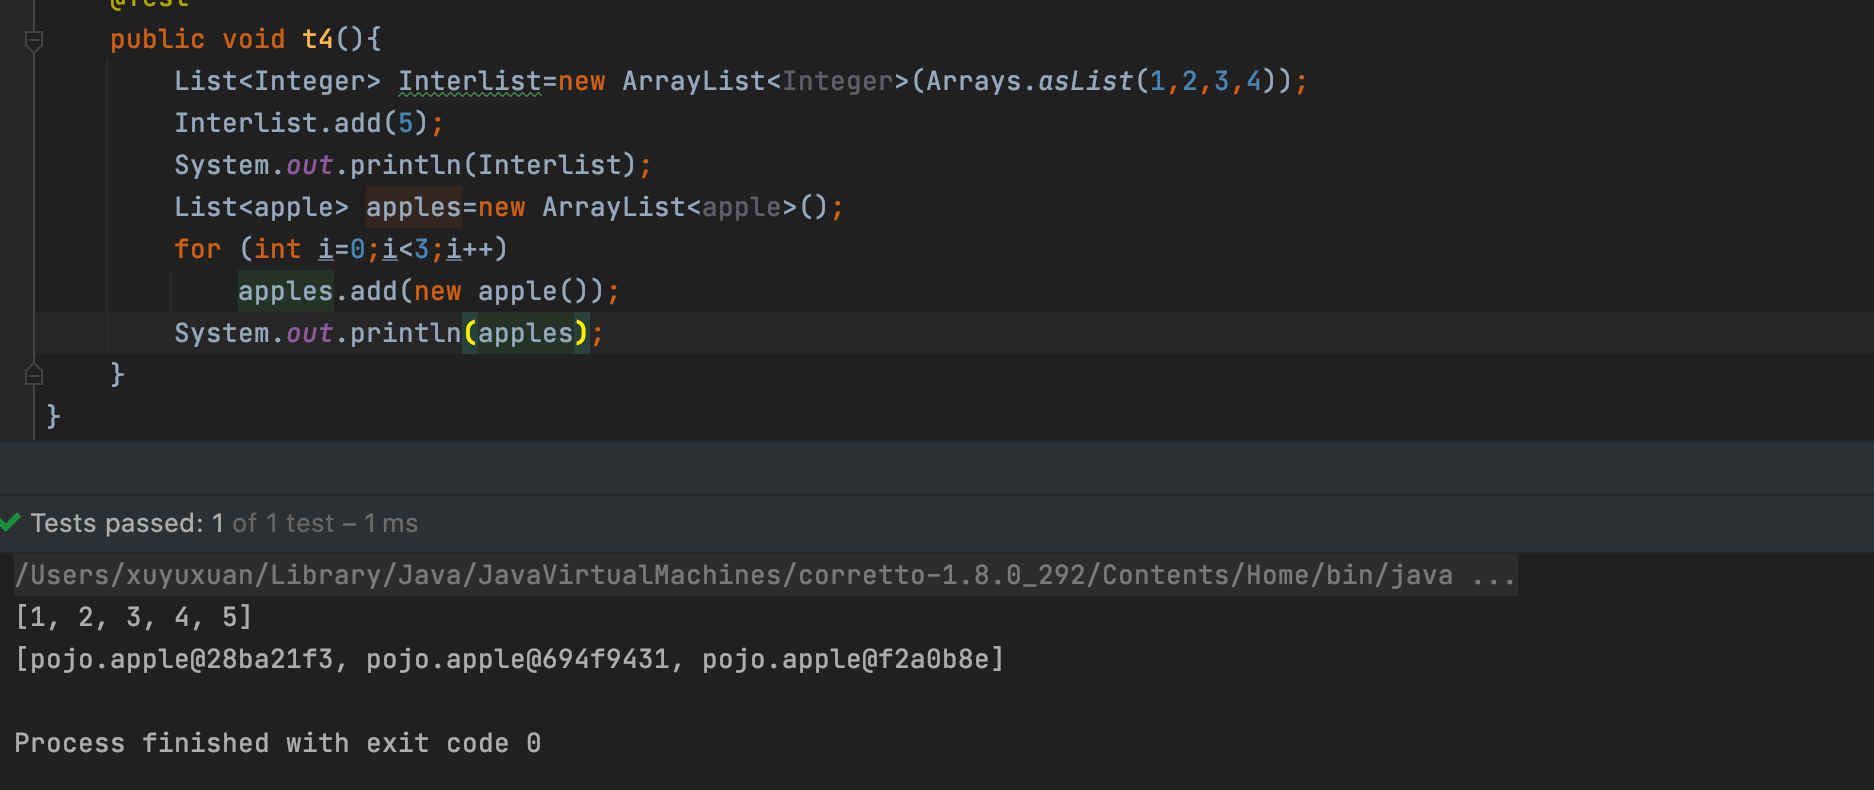 @Test
public void t4(){
List<Integer> Interlist=new ArrayList<Integer>(Arrays.asList(1,2,3,4));
Interlist.add(5);
System.out.println(Interlist);
List<apple> apples=new ArrayList<apple>();
for (int i=0;i<3;i++)
apples.add(new apple());
System.out.println(apples);
}
}
Tests passed: 1 of 1 test – 1 ms
/Users/xuyuxuan/Library/Java/JavaVirtualMachines/corretto-1.8.0_292/Contents/Home/bin/java ...
[1, 2, 3, 4, 5]
[pojo.apple@28ba21f3, pojo.apple@694f9431, pojo.apple@f2a0b8e]
Process finished with exit code 0